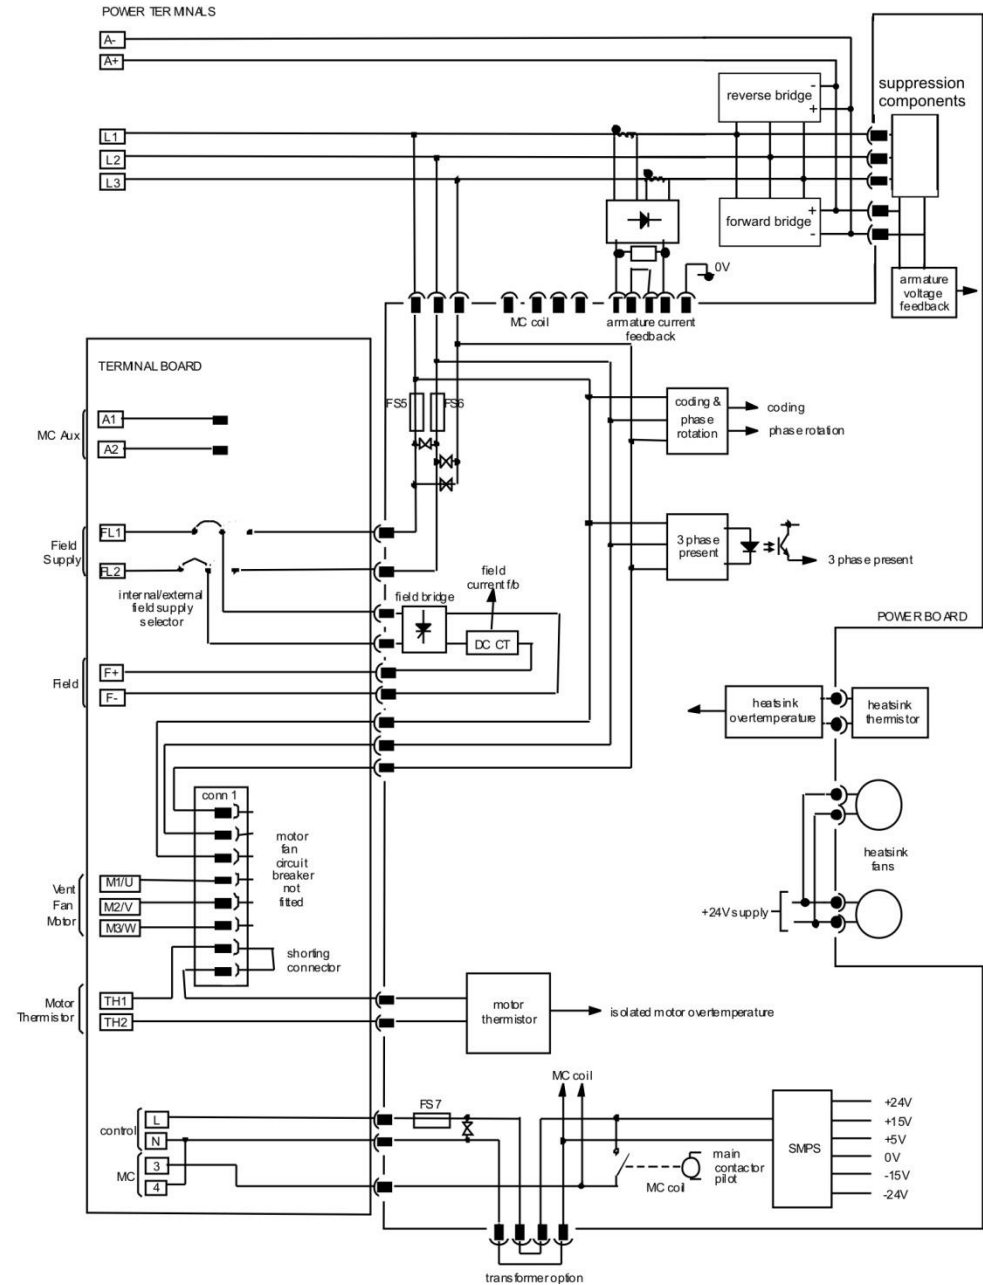 POWER TERMINALS
A-
A+
L1
L2
L3
reverse bridge
-
+
suppression
components
forward bridge
+
-
0V
armature
voltage
feedback
MC coil
armature current
feedback
TERMINAL BOARD
FS5
FS6
MC Aux
A1
A2
coding &
phase
rotation
coding
phase rotation
Field
Supply
FL1
FL2
internal/external
field supply
selector
3 phase
present
3 phase present
field
current f/b
field bridge
DC CT
POWER BOARD
Field
F+
F-
heatsink
overtemperature
heatsink
thermistor
conn 1
motor
fan
circuit
breaker
not
fitted
Vent
Fan
Motor
M1/U
M2/V
M3/W
shorting
connector
heatsink
fans
+24V supply
Motor
Thermistor
TH1
TH2
motor
thermistor
isolated motor overtemperature
MC coil
control
L
N
FS7
MC
3
4
MC coil
main
contactor
pilot
SMPS
+24V
+15V
+5V
0V
-15V
-24V
transformer option